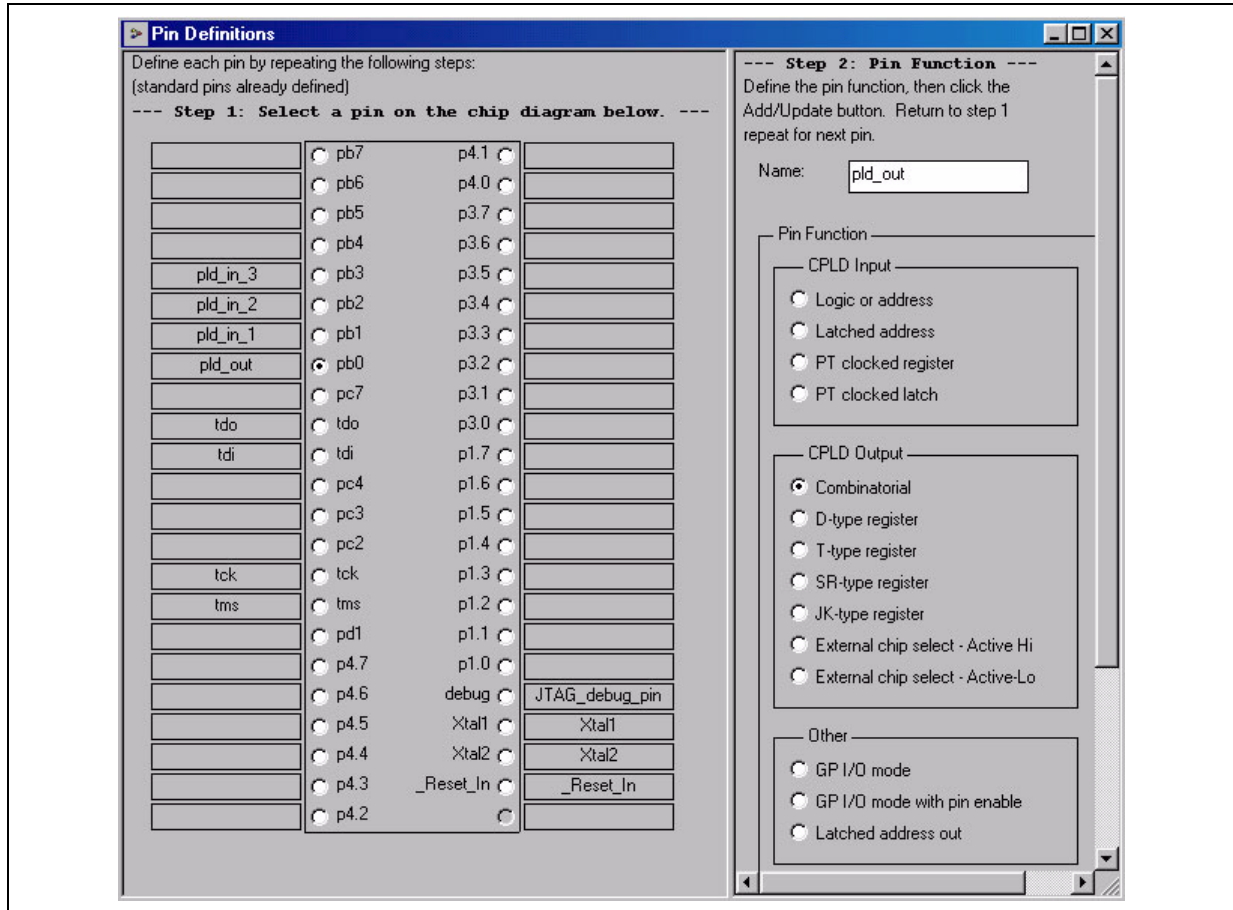 Pin Definitions
Define each pin by repeating the following steps:
(standard pins already defined)
--- Step 1: Select a pin on the chip diagram below. ---
pb7 p4.1
pb6 p4.0
pb5 p3.7
pb4 p3.6
pld_in_3 pb3 p3.5
pld_in_2 pb2 p3.4
pld_in_1 pb1 p3.3
pld_out pb0 p3.2
pc7 p3.1
tdo tdo p3.0
tdi tdi p1.7
pc4 p1.6
pc3 p1.5
pc2 p1.4
tck tck p1.3
tms tms p1.2
pd1 p1.1
p4.7 p1.0
p4.6 debug JTAG_debug_pin
p4.5 Xtal1 Xtal1
p4.4 Xtal2 Xtal2
p4.3 _Reset_In _Reset_In
p4.2
--- Step 2: Pin Function ---
Define the pin function, then click the
Add/Update button. Return to step 1
repeat for next pin.
Name: pld_out
Pin Function
CPLD Input
Logic or address
Latched address
PT clocked register
PT clocked latch
CPLD Output
Combinatorial
D-type register
T-type register
SR-type register
JK-type register
External chip select - Active Hi
External chip select - Active-Lo
Other
GP I/O mode
GP I/O mode with pin enable
Latched address out